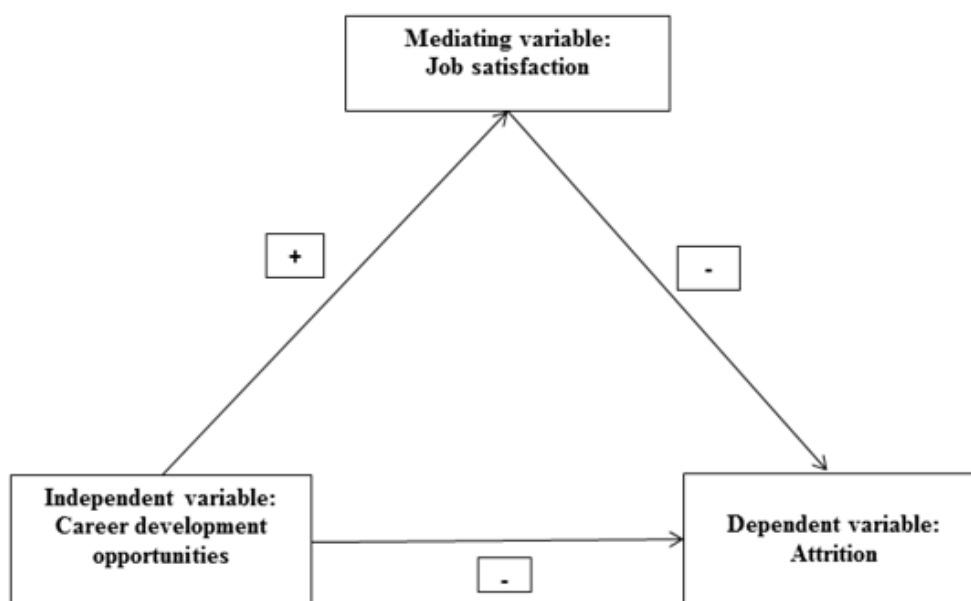 Mediating variable:
Job satisfaction
+
-
Independent variable:
Career development
opportunities
Dependent variable:
Attrition
-